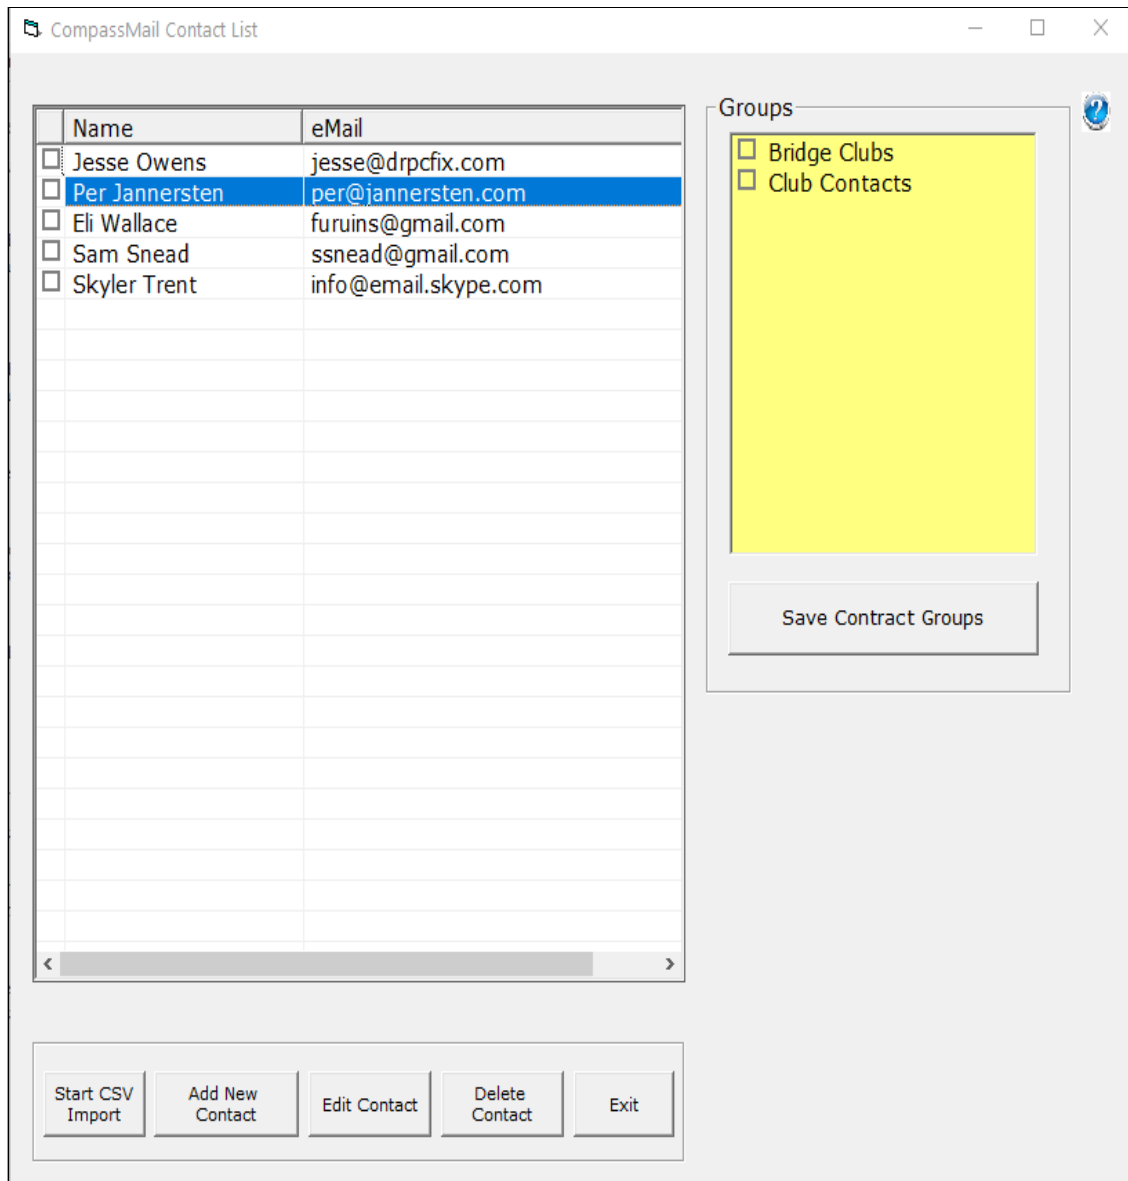 CompassMail Contact List
Name eMail
Jesse Owens jesse@drpcfix.com
Per Jannersten per@jannersten.com
Eli Wallace furuins@gmail.com
Sam Snead ssnead@gmail.com
Skyler Trent info@email.skype.com
Groups
Bridge Clubs
Club Contacts
Save Contract Groups
?
Start CSV
Import
Add New
Contact
Edit Contact
Delete
Contact
Exit